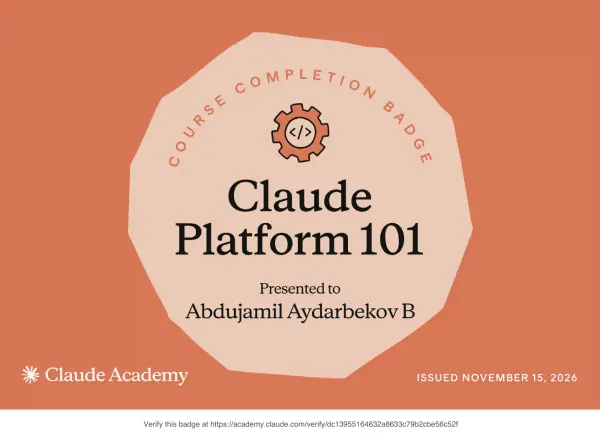 COURSE COMPLETION BADGE
</>
Claude
Platform 101
Presented to
Abdujamil Aydarbekov B
Claude Academy
ISSUED NOVEMBER 15, 2026
Verify this badge at https://academy.claude.com/verify/dc13955164632a8633c79b2cbe56c52f